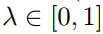 λ ∈ [0, 1]